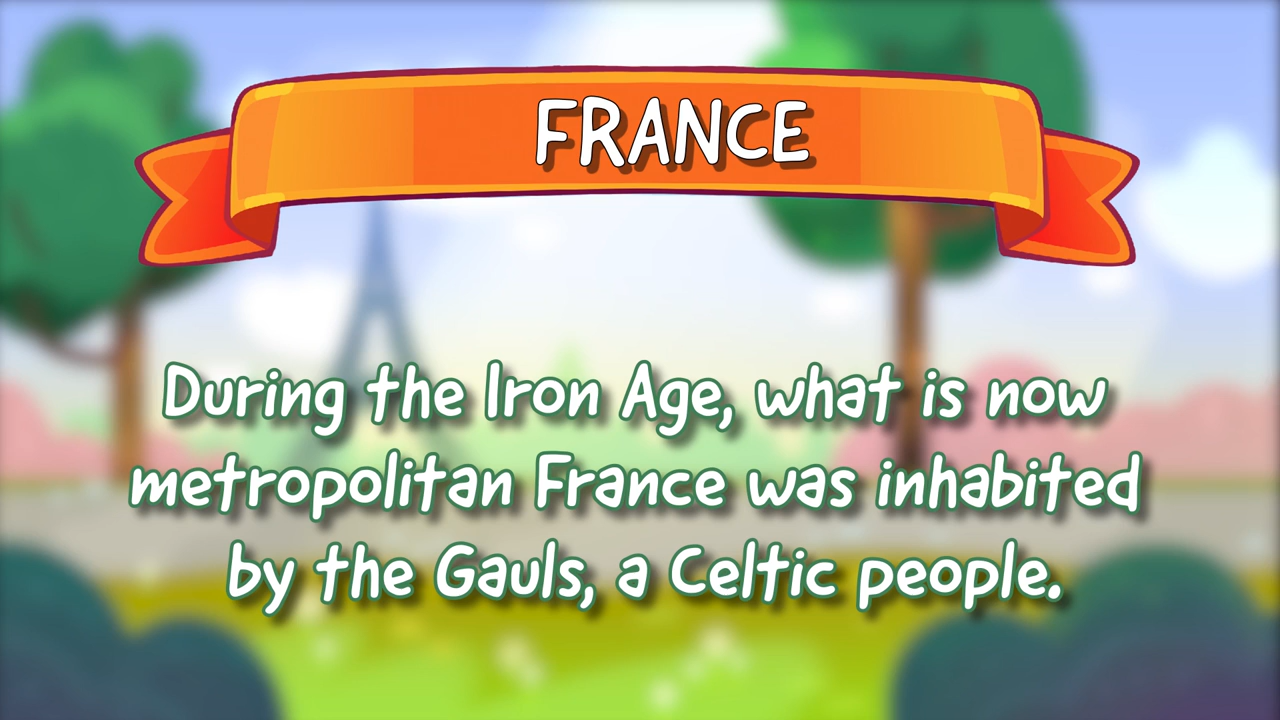 FRANCE
During the Iron Age, what is now
metropolitan France was inhabited
by the Gauls, a Celtic people.